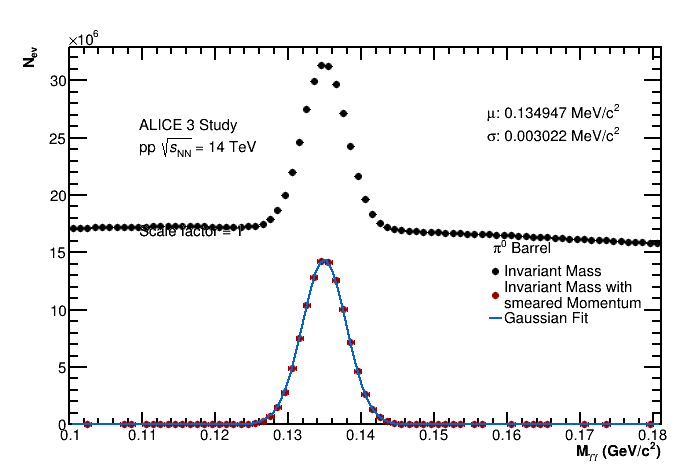 ×10⁶
N_ev
30
25
20
15
10
5
0
ALICE 3 Study
pp √s_NN = 14 TeV
μ: 0.134947 MeV/c²
σ: 0.003022 MeV/c²
Scale factor = 1
π⁰ Barrel
Invariant Mass
Invariant Mass with
smeared Momentum
Gaussian Fit
0.1 0.11 0.12 0.13 0.14 0.15 0.16 0.17 0.18
M_γγ (GeV/c²)